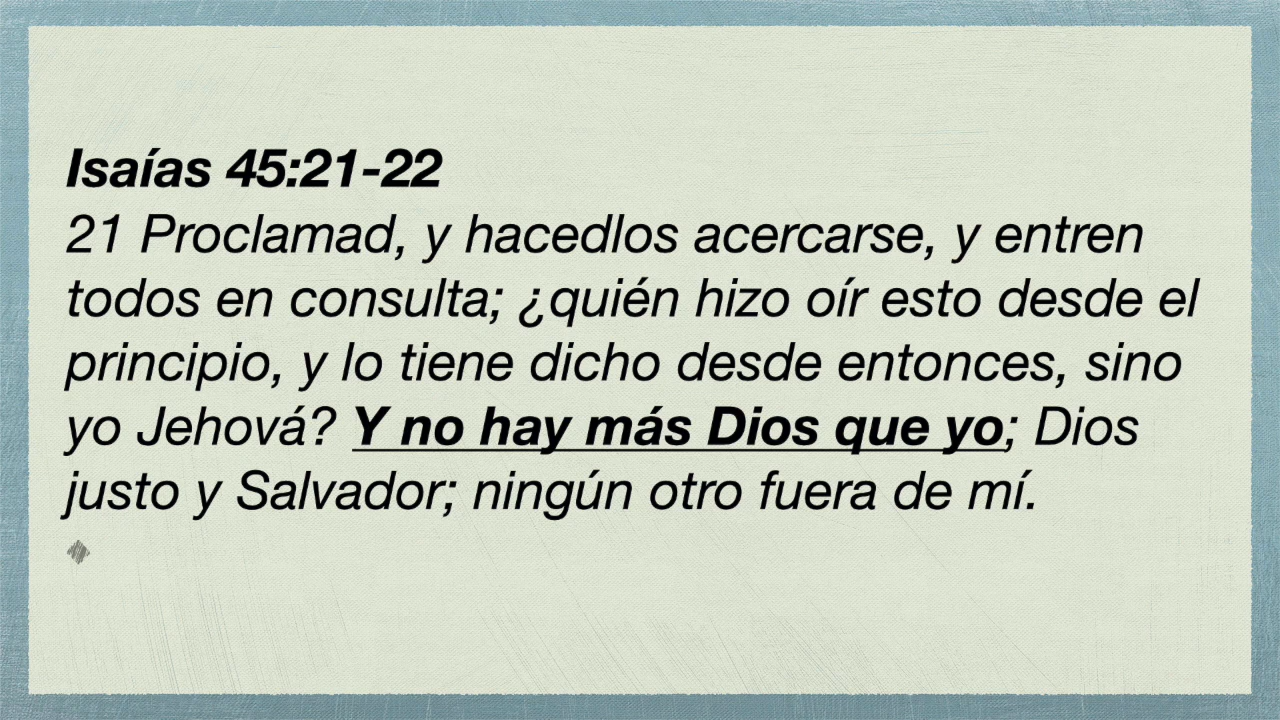 Isaías 45:21-22
21 Proclamad, y hacedlos acercarse, y entren
todos en consulta; ¿quién hizo oír esto desde el
principio, y lo tiene dicho desde entonces, sino
yo Jehová? Y no hay más Dios que yo; Dios
justo y Salvador; ningún otro fuera de mí.